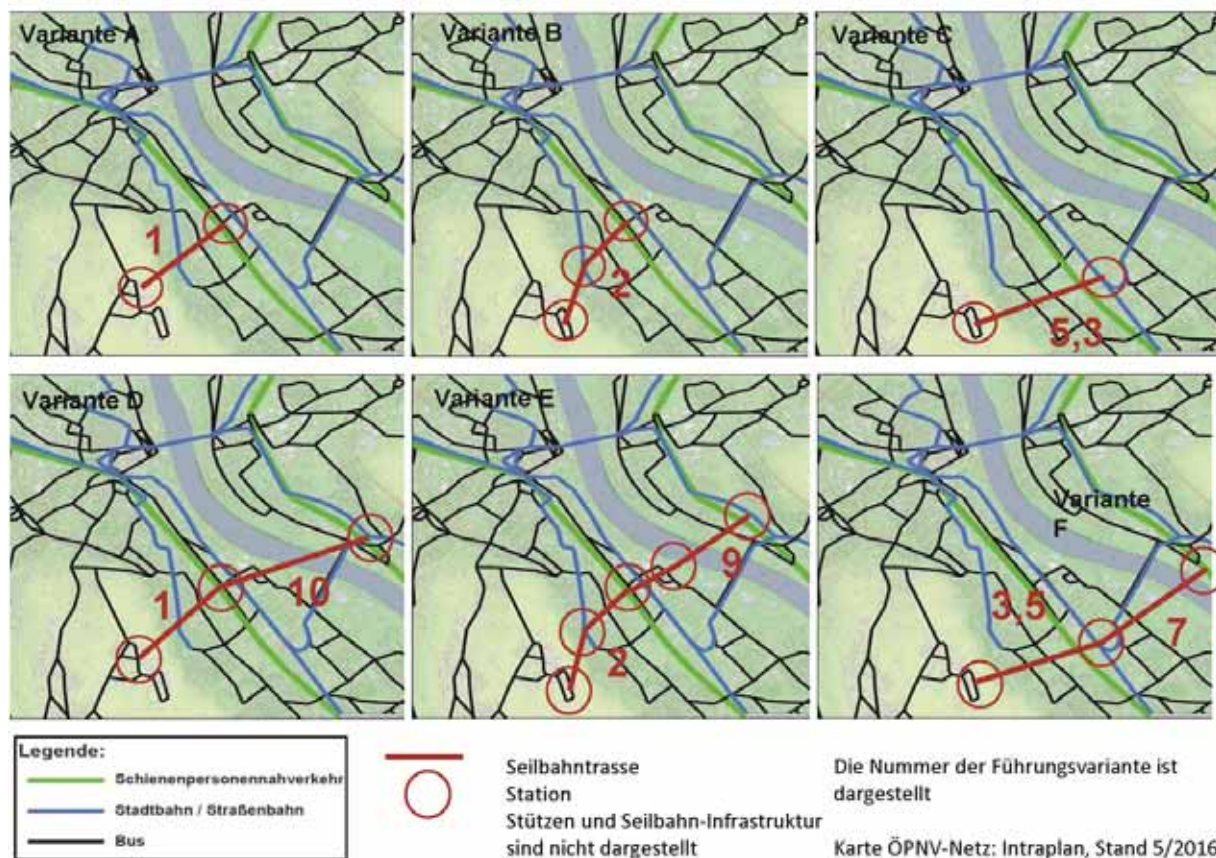 Variante A
1
Variante B
2
Variante C
5,3
Variante D
1
10
Variante E
2
9
Variante
F
3,5
7
Legende:
Schienenpersonennahverkehr
Stadtbahn / Straßenbahn
Bus
Seilbahntrasse
Station
Stützen und Seilbahn-Infrastruktur
sind nicht dargestellt
Die Nummer der Führungsvariante ist
dargestellt
Karte ÖPNV-Netz: Intraplan, Stand 5/2016